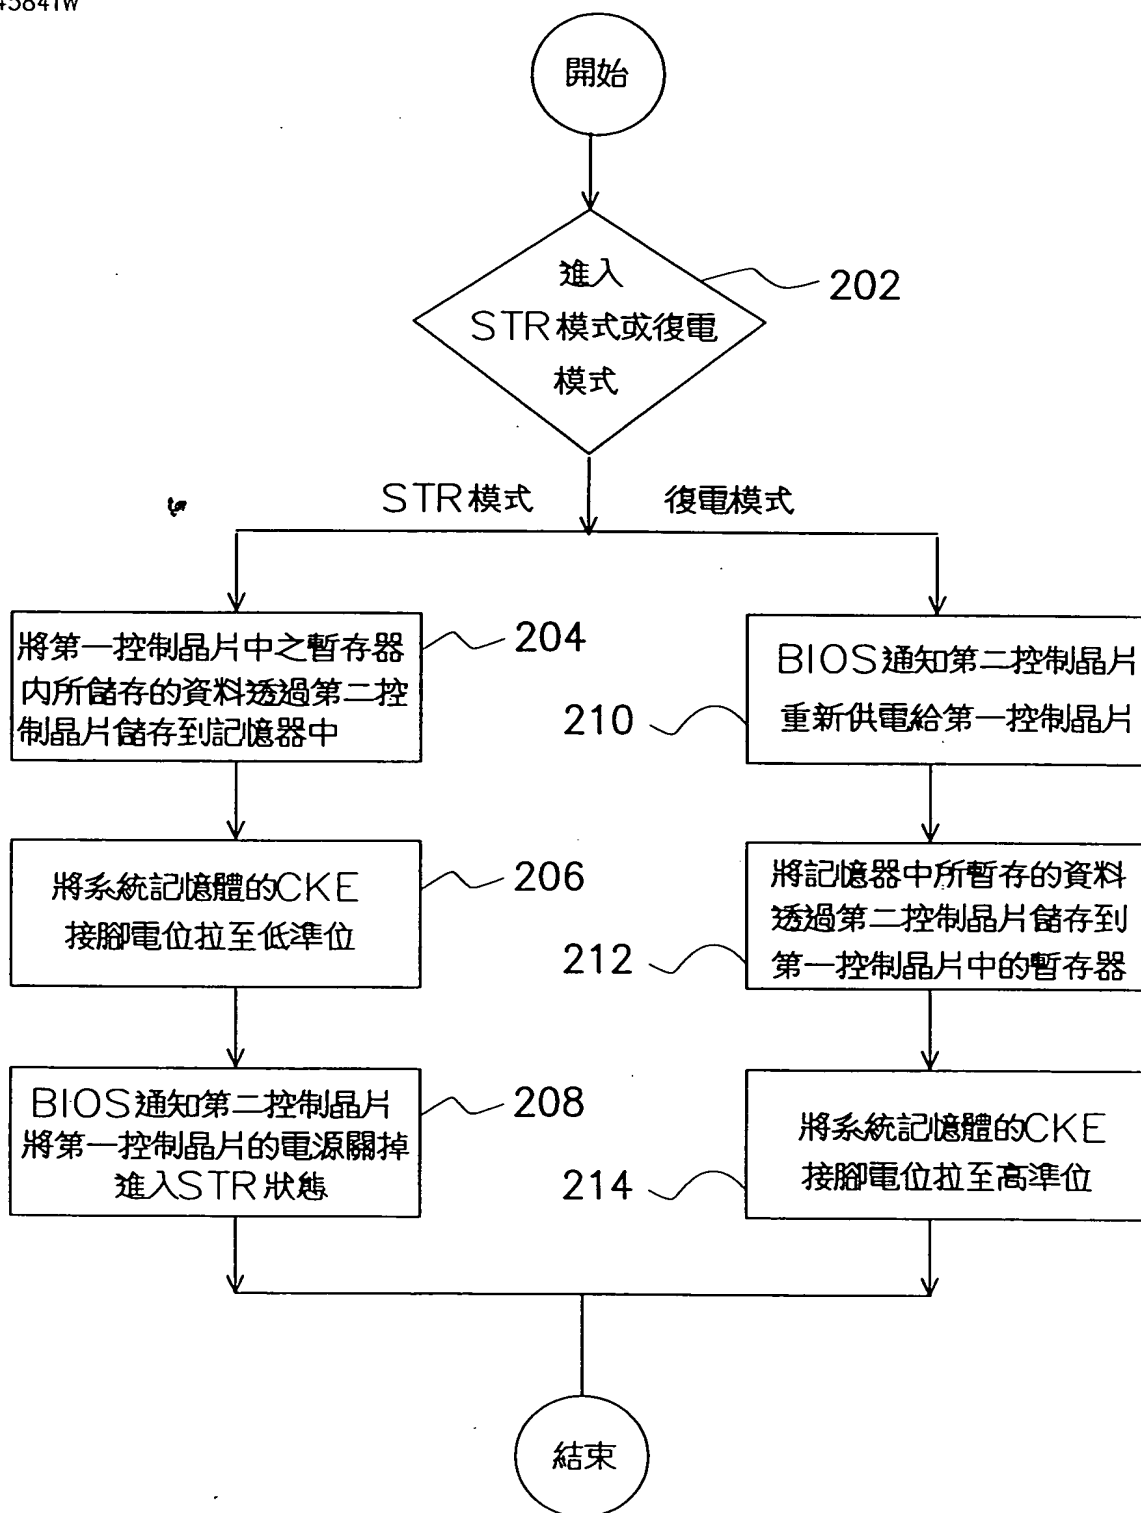 開始
進入
STR模式或復電
模式
202
STR模式
復電模式
將第一控制晶片中之暫存器
內所儲存的資料透過第二控
制晶片儲存到記憶器中
204
BIOS通知第二控制晶片
重新供電給第一控制晶片
210
將系統記憶體的CKE
接腳電位拉至低準位
206
將記憶器中所暫存的資料
透過第二控制晶片儲存到
第一控制晶片中的暫存器
212
BIOS通知第二控制晶片
將第一控制晶片的電源關掉
進入STR狀態
208
將系統記憶體的CKE
接腳電位拉至高準位
214
結束